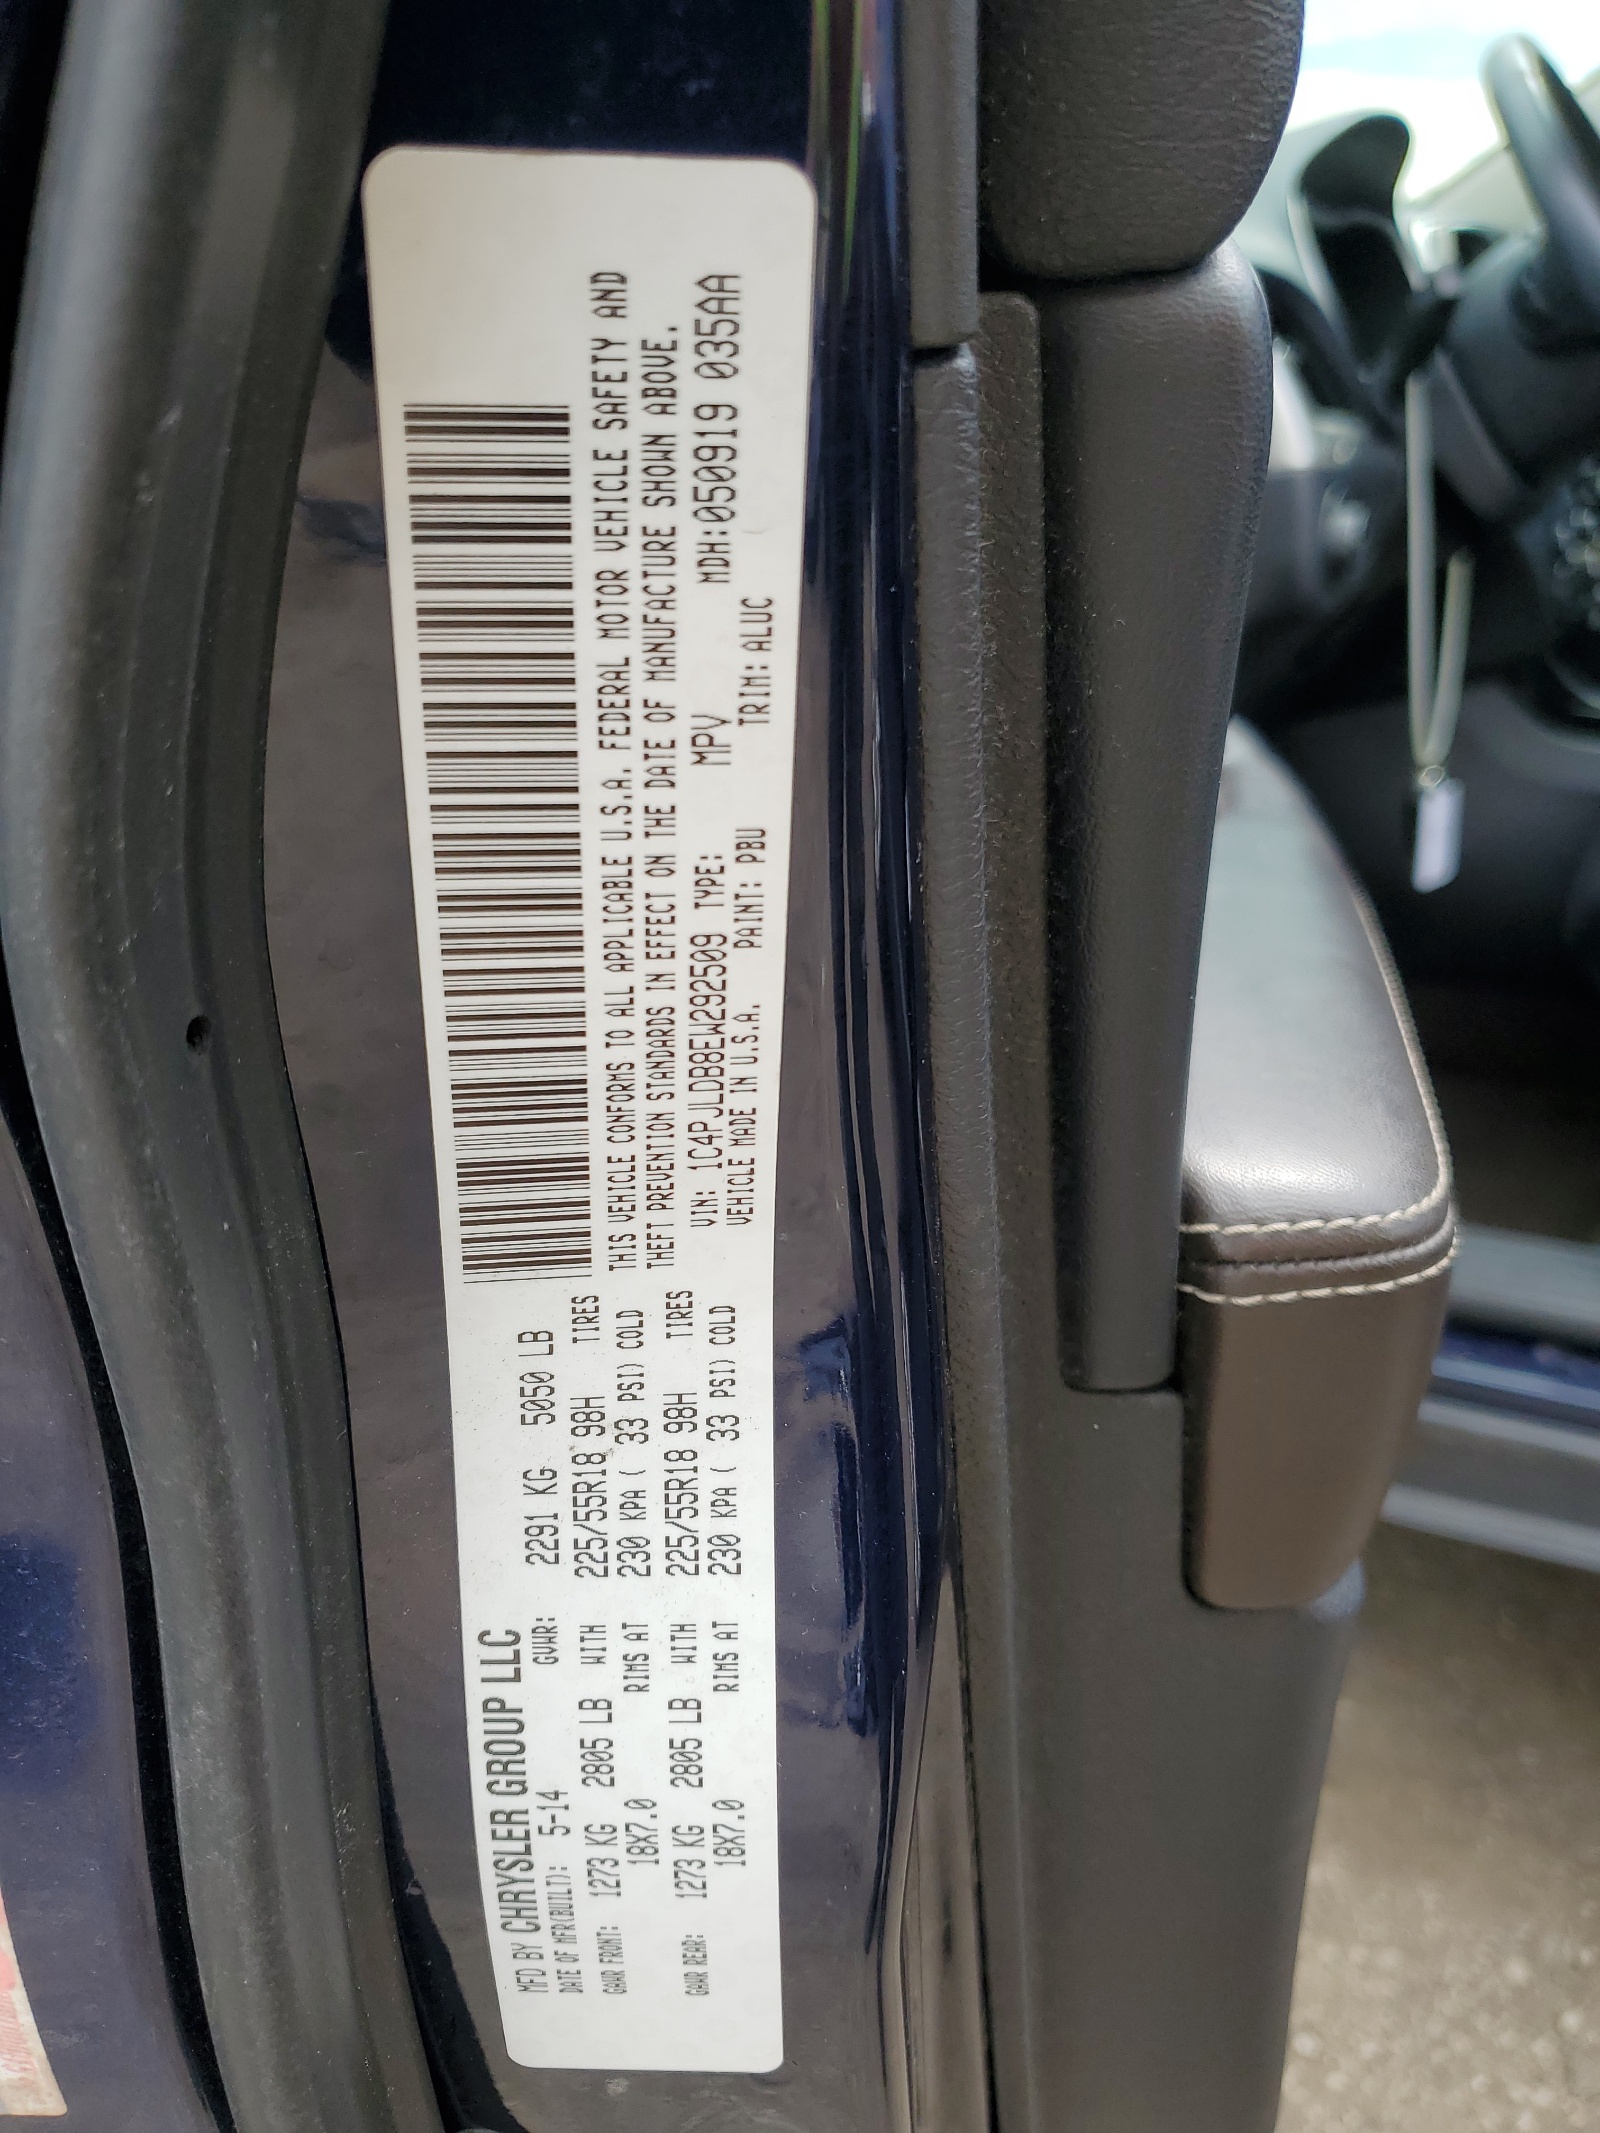 MFD BY CHRYSLER GROUP LLC
DATE OF MFR(BUILT): 5-14 GVWR: 2291 KG 5050 LB
GAWR FRONT: 1273 KG 2805 LB WITH 225/55R18 98H TIRES
18X7.0 RIMS AT 230 KPA ( 33 PSI) COLD
GAWR REAR: 1273 KG 2805 LB WITH 225/55R18 98H TIRES
18X7.0 RIMS AT 230 KPA ( 33 PSI) COLD
THIS VEHICLE CONFORMS TO ALL APPLICABLE U.S.A. FEDERAL MOTOR VEHICLE SAFETY AND
THEFT PREVENTION STANDARDS IN EFFECT ON THE DATE OF MANUFACTURE SHOWN ABOVE.
VIN: 1C4PJLDB8EW292509 TYPE: MPV MDH:050919 035AA
VEHICLE MADE IN U.S.A. PAINT: PBU TRIM: ALUC